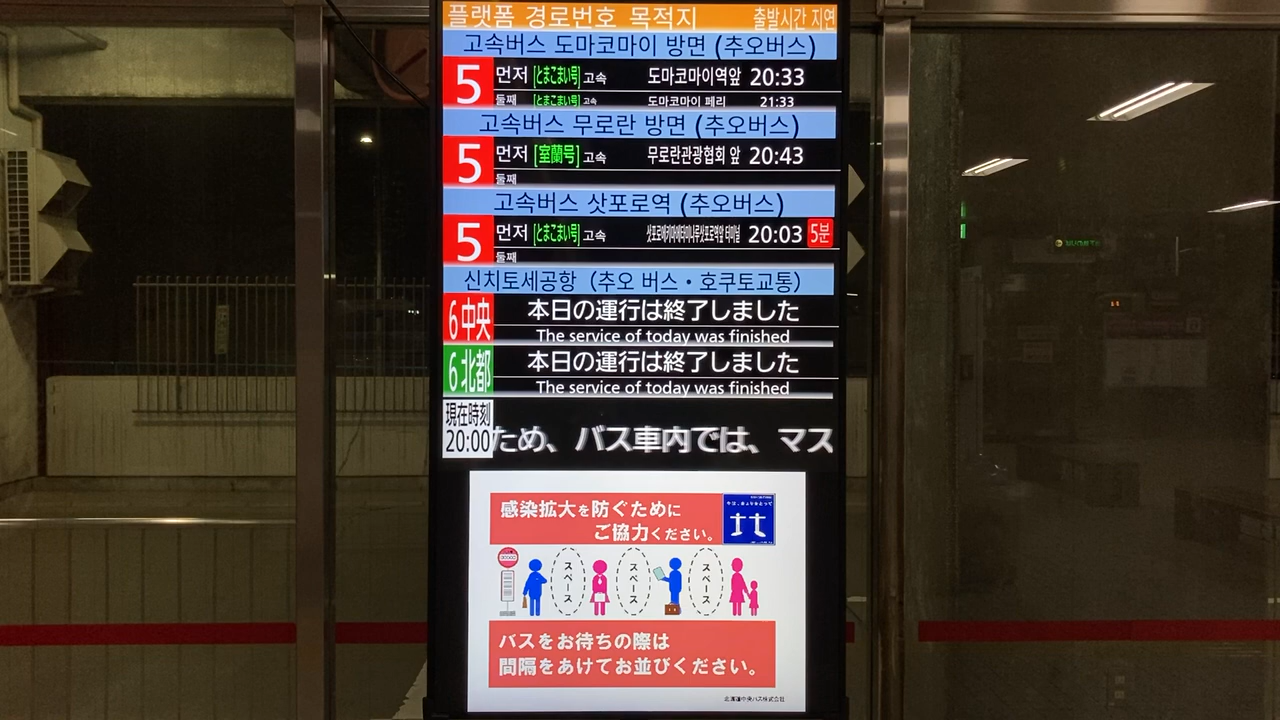 플랫폼 경로번호 목적지 출발시간 지연
고속버스 도마코마이 방면 (추오버스)
5 먼저 [とまこまい号] 고속 도마코마이역앞 20:33
둘째 [とまこまい号] 고속 도마코마이 페리 21:33
고속버스 무로란 방면 (추오버스)
5 먼저 [室蘭号] 고속 무로란관광협회 앞 20:43
둘째
고속버스 삿포로역 (추오버스)
5 먼저 [とまこまい号] 고속 20:03 5분
둘째
신치토세공항 (추오 버스・호쿠토교통)
6 中央 本日の運行は終了しました
The service of today was finished
6 北都 本日の運行は終了しました
The service of today was finished
現在時刻
20:00 ため、バス車内では、マス
感染拡大を防ぐために
ご協力ください。
スペース スペース スペース
バスをお待ちの際は
間隔をあけてお並びください。
北海道中央バス株式会社